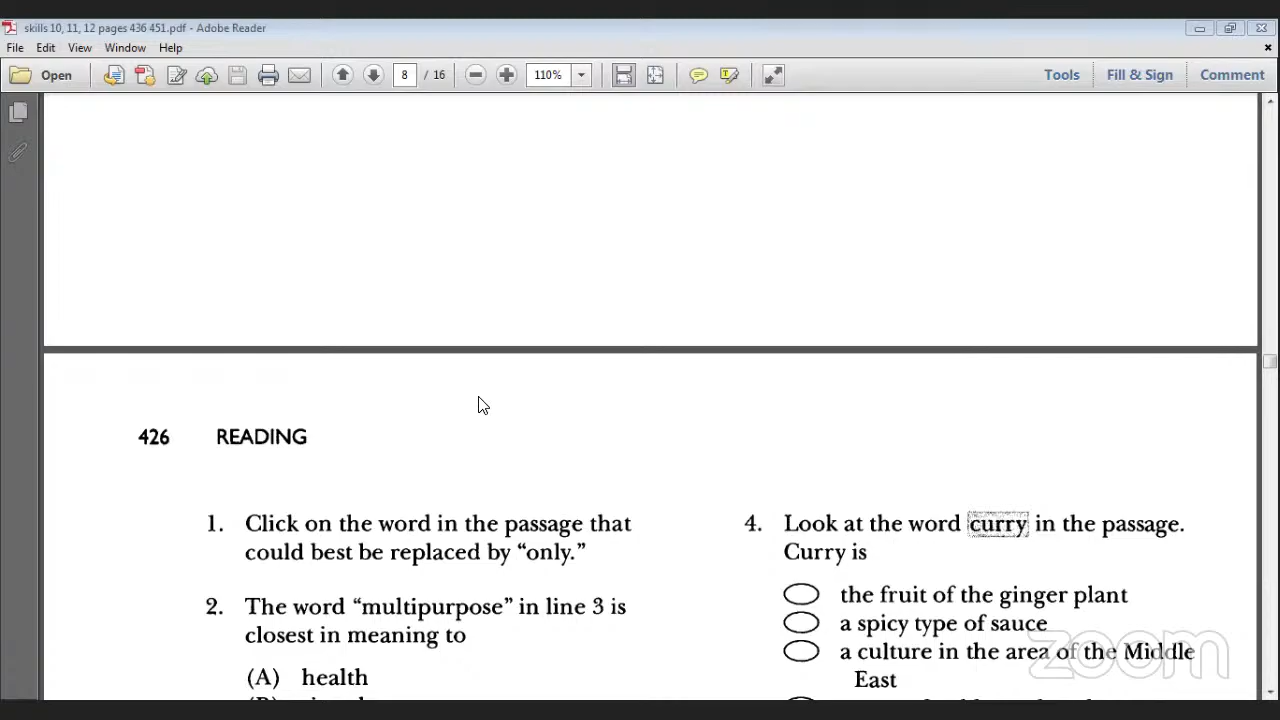 skills 10, 11, 12 pages 436 451.pdf - Adobe Reader
File Edit View Window Help
Open 8 / 16 110% Tools Fill & Sign Comment
426 READING
1. Click on the word in the passage that
could best be replaced by “only.”
2. The word “multipurpose” in line 3 is
closest in meaning to
(A) health
4. Look at the word curry in the passage.
Curry is
the fruit of the ginger plant
a spicy type of sauce
a culture in the area of the Middle
East
zoom